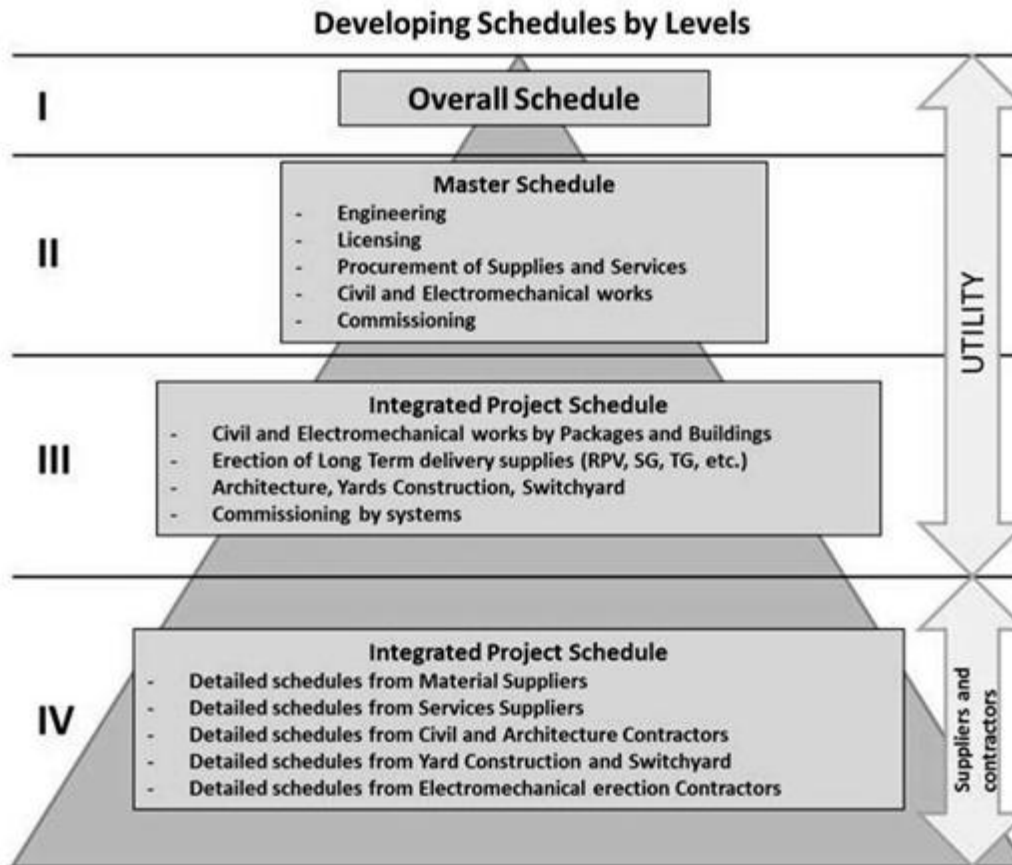 Developing Schedules by Levels
I
Overall Schedule
II
Master Schedule
- Engineering
- Licensing
- Procurement of Supplies and Services
- Civil and Electromechanical works
- Commissioning
UTILITY
III
Integrated Project Schedule
- Civil and Electromechanical works by Packages and Buildings
- Erection of Long Term delivery supplies (RPV, SG, TG, etc.)
- Architecture, Yards Construction, Switchyard
- Commissioning by systems
IV
Integrated Project Schedule
- Detailed schedules from Material Suppliers
- Detailed schedules from Services Suppliers
- Detailed schedules from Civil and Architecture Contractors
- Detailed schedules from Yard Construction and Switchyard
- Detailed schedules from Electromechanical erection Contractors
Suppliers and
contractors